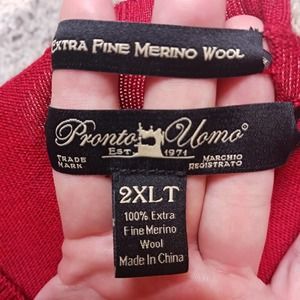 Extra Fine Merino Wool
Pronto Uomo®
TRADE MARK
EST 1971
MARCHIO REGISTRATO
2XLT
100% Extra
Fine Merino
Wool
Made In China